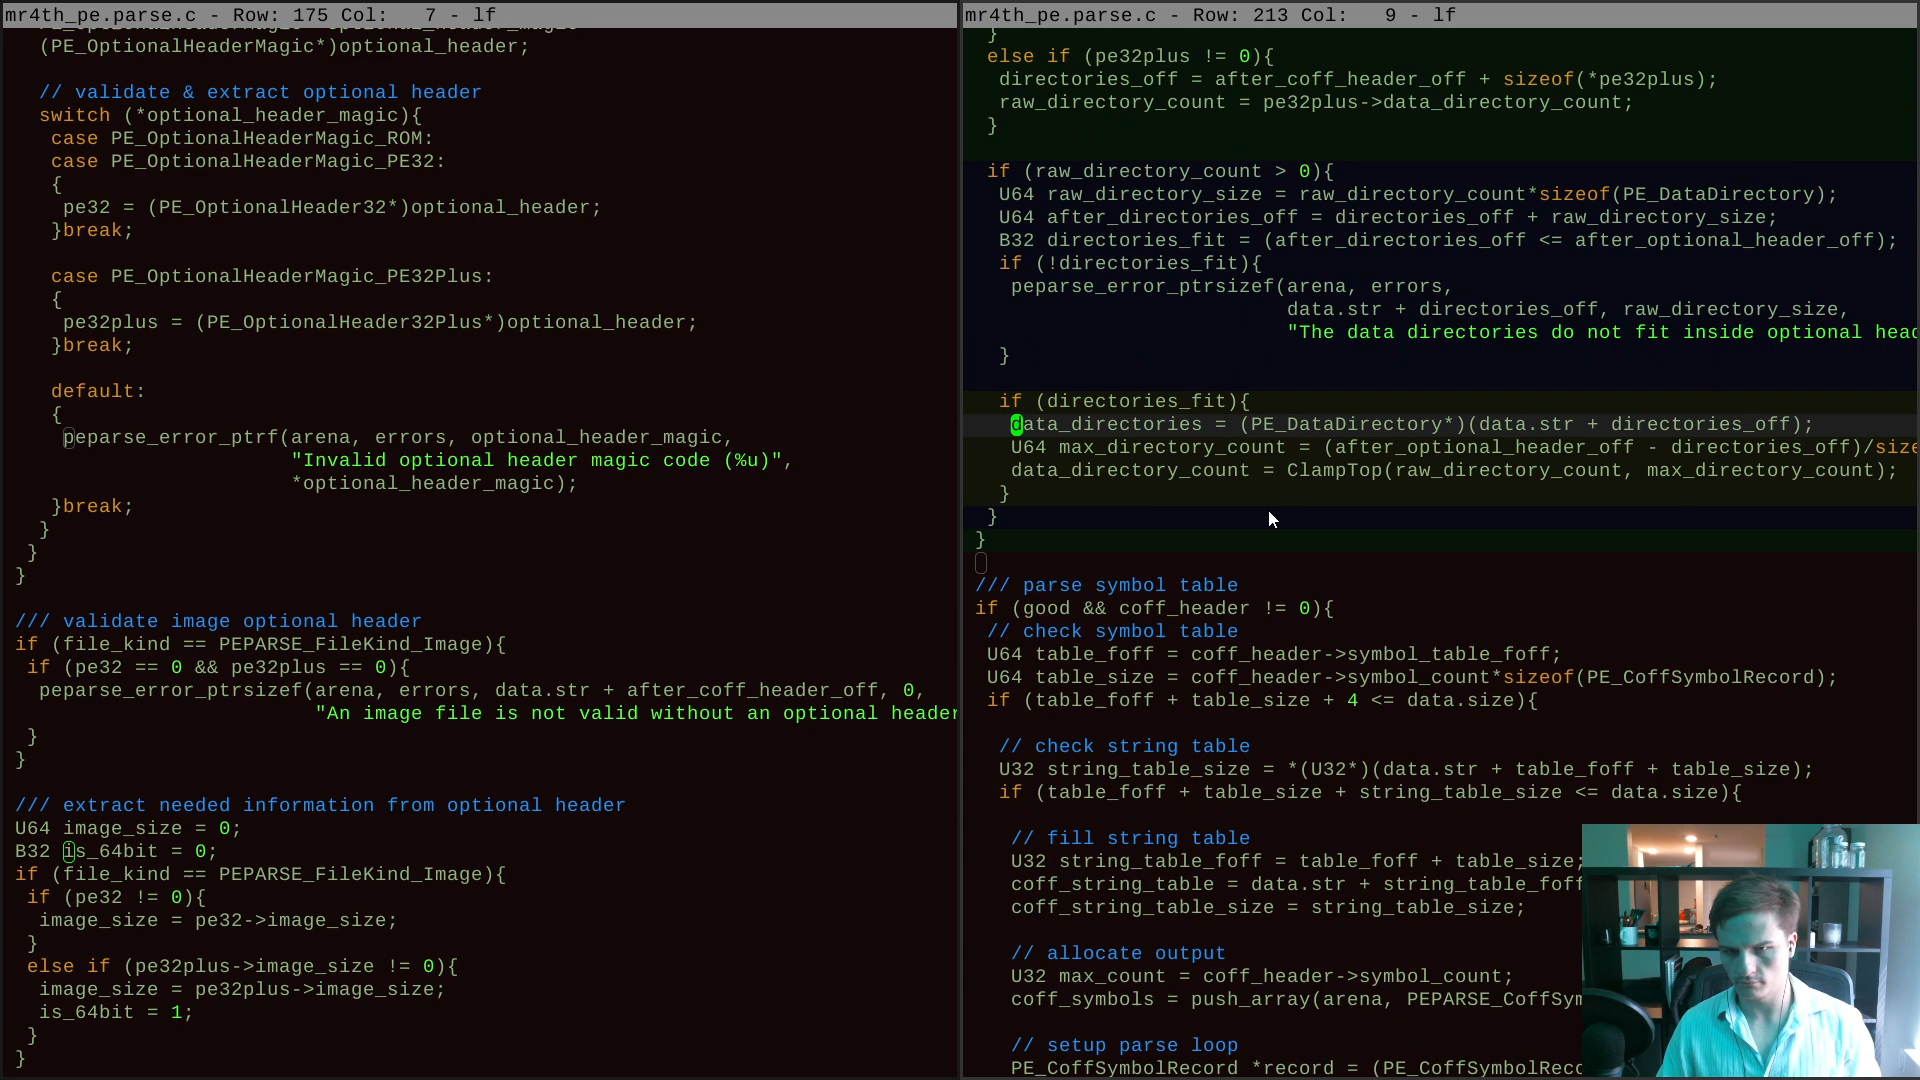 mr4th_pe.parse.c - Row: 175 Col:   7 - lf
(PE_OptionalHeaderMagic*)optional_header;
// validate & extract optional header
switch (*optional_header_magic){
case PE_OptionalHeaderMagic_ROM:
case PE_OptionalHeaderMagic_PE32:
{
pe32 = (PE_OptionalHeader32*)optional_header;
}break;
case PE_OptionalHeaderMagic_PE32Plus:
{
pe32plus = (PE_OptionalHeader32Plus*)optional_header;
}break;
default:
{
peparse_error_ptrf(arena, errors, optional_header_magic,
"Invalid optional header magic code (%u)",
*optional_header_magic);
}break;
}
}
}
/// validate image optional header
if (file_kind == PEPARSE_FileKind_Image){
if (pe32 == 0 && pe32plus == 0){
peparse_error_ptrsizef(arena, errors, data.str + after_coff_header_off, 0,
"An image file is not valid without an optional header
}
}
/// extract needed information from optional header
U64 image_size = 0;
B32 is_64bit = 0;
if (file_kind == PEPARSE_FileKind_Image){
if (pe32 != 0){
image_size = pe32->image_size;
}
else if (pe32plus->image_size != 0){
image_size = pe32plus->image_size;
is_64bit = 1;
}
}
mr4th_pe.parse.c - Row: 213 Col:   9 - lf
}
else if (pe32plus != 0){
directories_off = after_coff_header_off + sizeof(*pe32plus);
raw_directory_count = pe32plus->data_directory_count;
}
if (raw_directory_count > 0){
U64 raw_directory_size = raw_directory_count*sizeof(PE_DataDirectory);
U64 after_directories_off = directories_off + raw_directory_size;
B32 directories_fit = (after_directories_off <= after_optional_header_off);
if (!directories_fit){
peparse_error_ptrsizef(arena, errors,
data.str + directories_off, raw_directory_size,
"The data directories do not fit inside optional head
}
if (directories_fit){
data_directories = (PE_DataDirectory*)(data.str + directories_off);
U64 max_directory_count = (after_optional_header_off - directories_off)/size
data_directory_count = ClampTop(raw_directory_count, max_directory_count);
}
}
}
/// parse symbol table
if (good && coff_header != 0){
// check symbol table
U64 table_foff = coff_header->symbol_table_foff;
U64 table_size = coff_header->symbol_count*sizeof(PE_CoffSymbolRecord);
if (table_foff + table_size + 4 <= data.size){
// check string table
U32 string_table_size = *(U32*)(data.str + table_foff + table_size);
if (table_foff + table_size + string_table_size <= data.size){
// fill string table
U32 string_table_foff = table_foff + table_size;
coff_string_table = data.str + string_table_foff
coff_string_table_size = string_table_size;
// allocate output
U32 max_count = coff_header->symbol_count;
coff_symbols = push_array(arena, PEPARSE_CoffSym
// setup parse loop
PE_CoffSymbolRecord *record = (PE_CoffSymbolReco